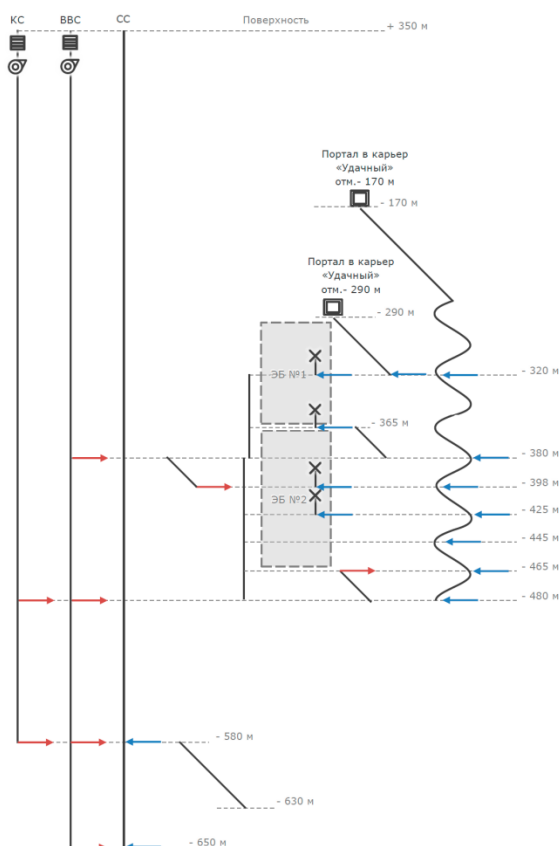 КС ВВС СС Поверхность
+ 350 м
Портал в карьер
«Удачный»
отм.- 170 м
- 170 м
Портал в карьер
«Удачный»
отм.- 290 м
- 290 м
ЭБ №1
- 320 м
- 365 м
- 380 м
- 398 м
ЭБ №2
- 425 м
- 445 м
- 465 м
- 480 м
- 580 м
- 630 м
- 650 м